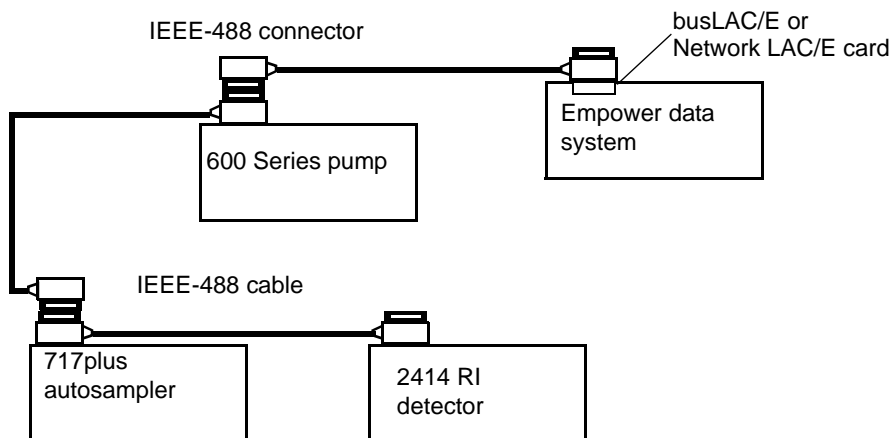 IEEE-488 connector
busLAC/E or
Network LAC/E card
Empower data
system
600 Series pump
IEEE-488 cable
717plus
autosampler
2414 RI
detector